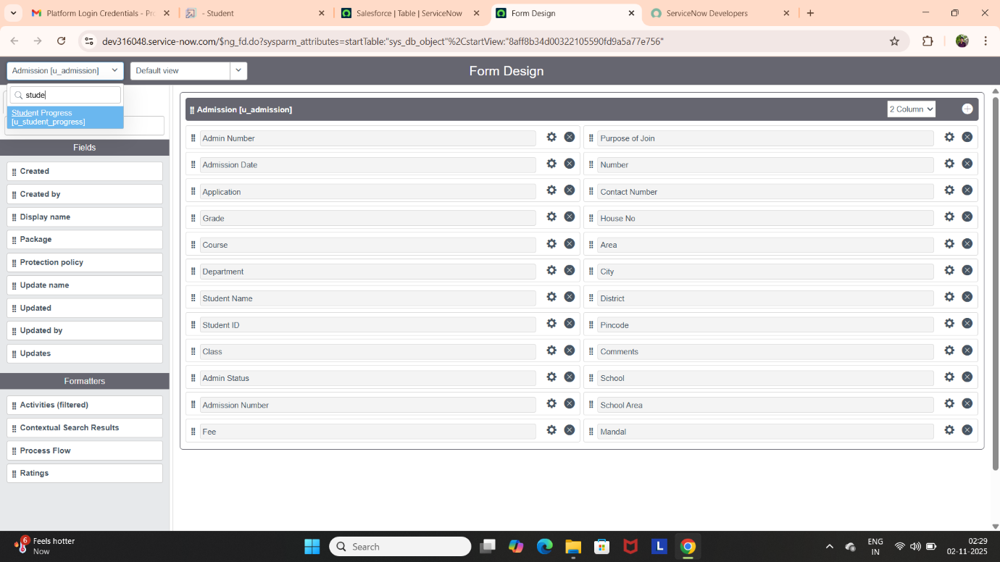 Platform Login Credentials - Pro
- Student
Salesforce | Table | ServiceNow
Form Design
ServiceNow Developers
dev316048.service-now.com/$ng_fd.do?sysparm_attributes=startTable:"sys_db_object"%2CstartView:"8aff8b34d00322105590fd9a5a77e756"
Admission [u_admission]
Default view
Form Design
stude
Student Progress
[u_student_progress]
Fields
Created
Created by
Display name
Package
Protection policy
Update name
Updated
Updated by
Updates
Formatters
Activities (filtered)
Contextual Search Results
Process Flow
Ratings
Admission [u_admission]
2 Column
Admin Number
Purpose of Join
Admission Date
Number
Application
Contact Number
Grade
House No
Course
Area
Department
City
Student Name
District
Student ID
Pincode
Class
Comments
Admin Status
School
Admission Number
School Area
Fee
Mandal
6
Feels hotter
Now
Search
L
ENG
IN
02:29
02-11-2025